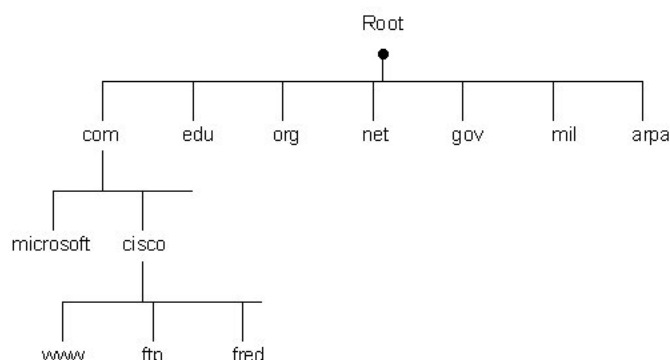 Root
com edu org net gov mil arpa
microsoft cisco
www ftp fred